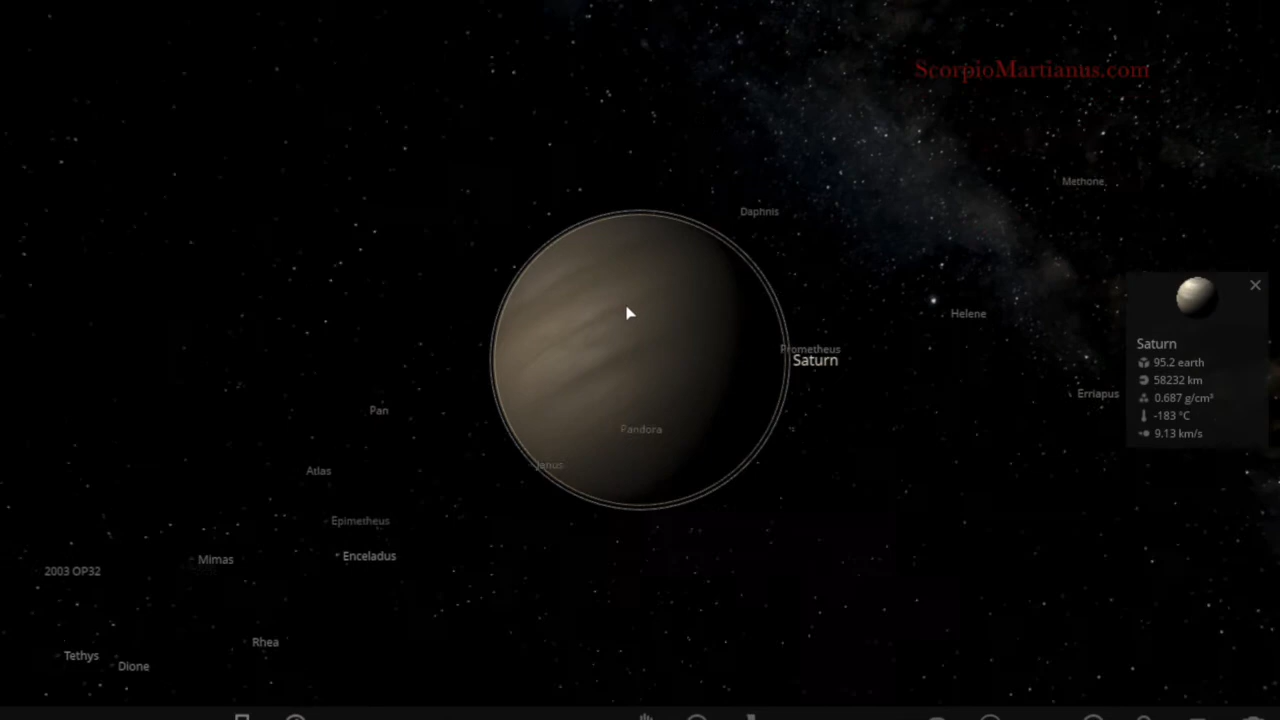 ScorpioMartianus.com
Methone
Daphnis
Helene
Saturn
Prometheus
Saturn
95.2 earth
58232 km
Erriapus
0.687 g/cm³
-183 °C
9.13 km/s
Pan
Pandora
Janus
Atlas
Epimetheus
Enceladus
Mimas
2003 OP32
Rhea
Tethys
Dione